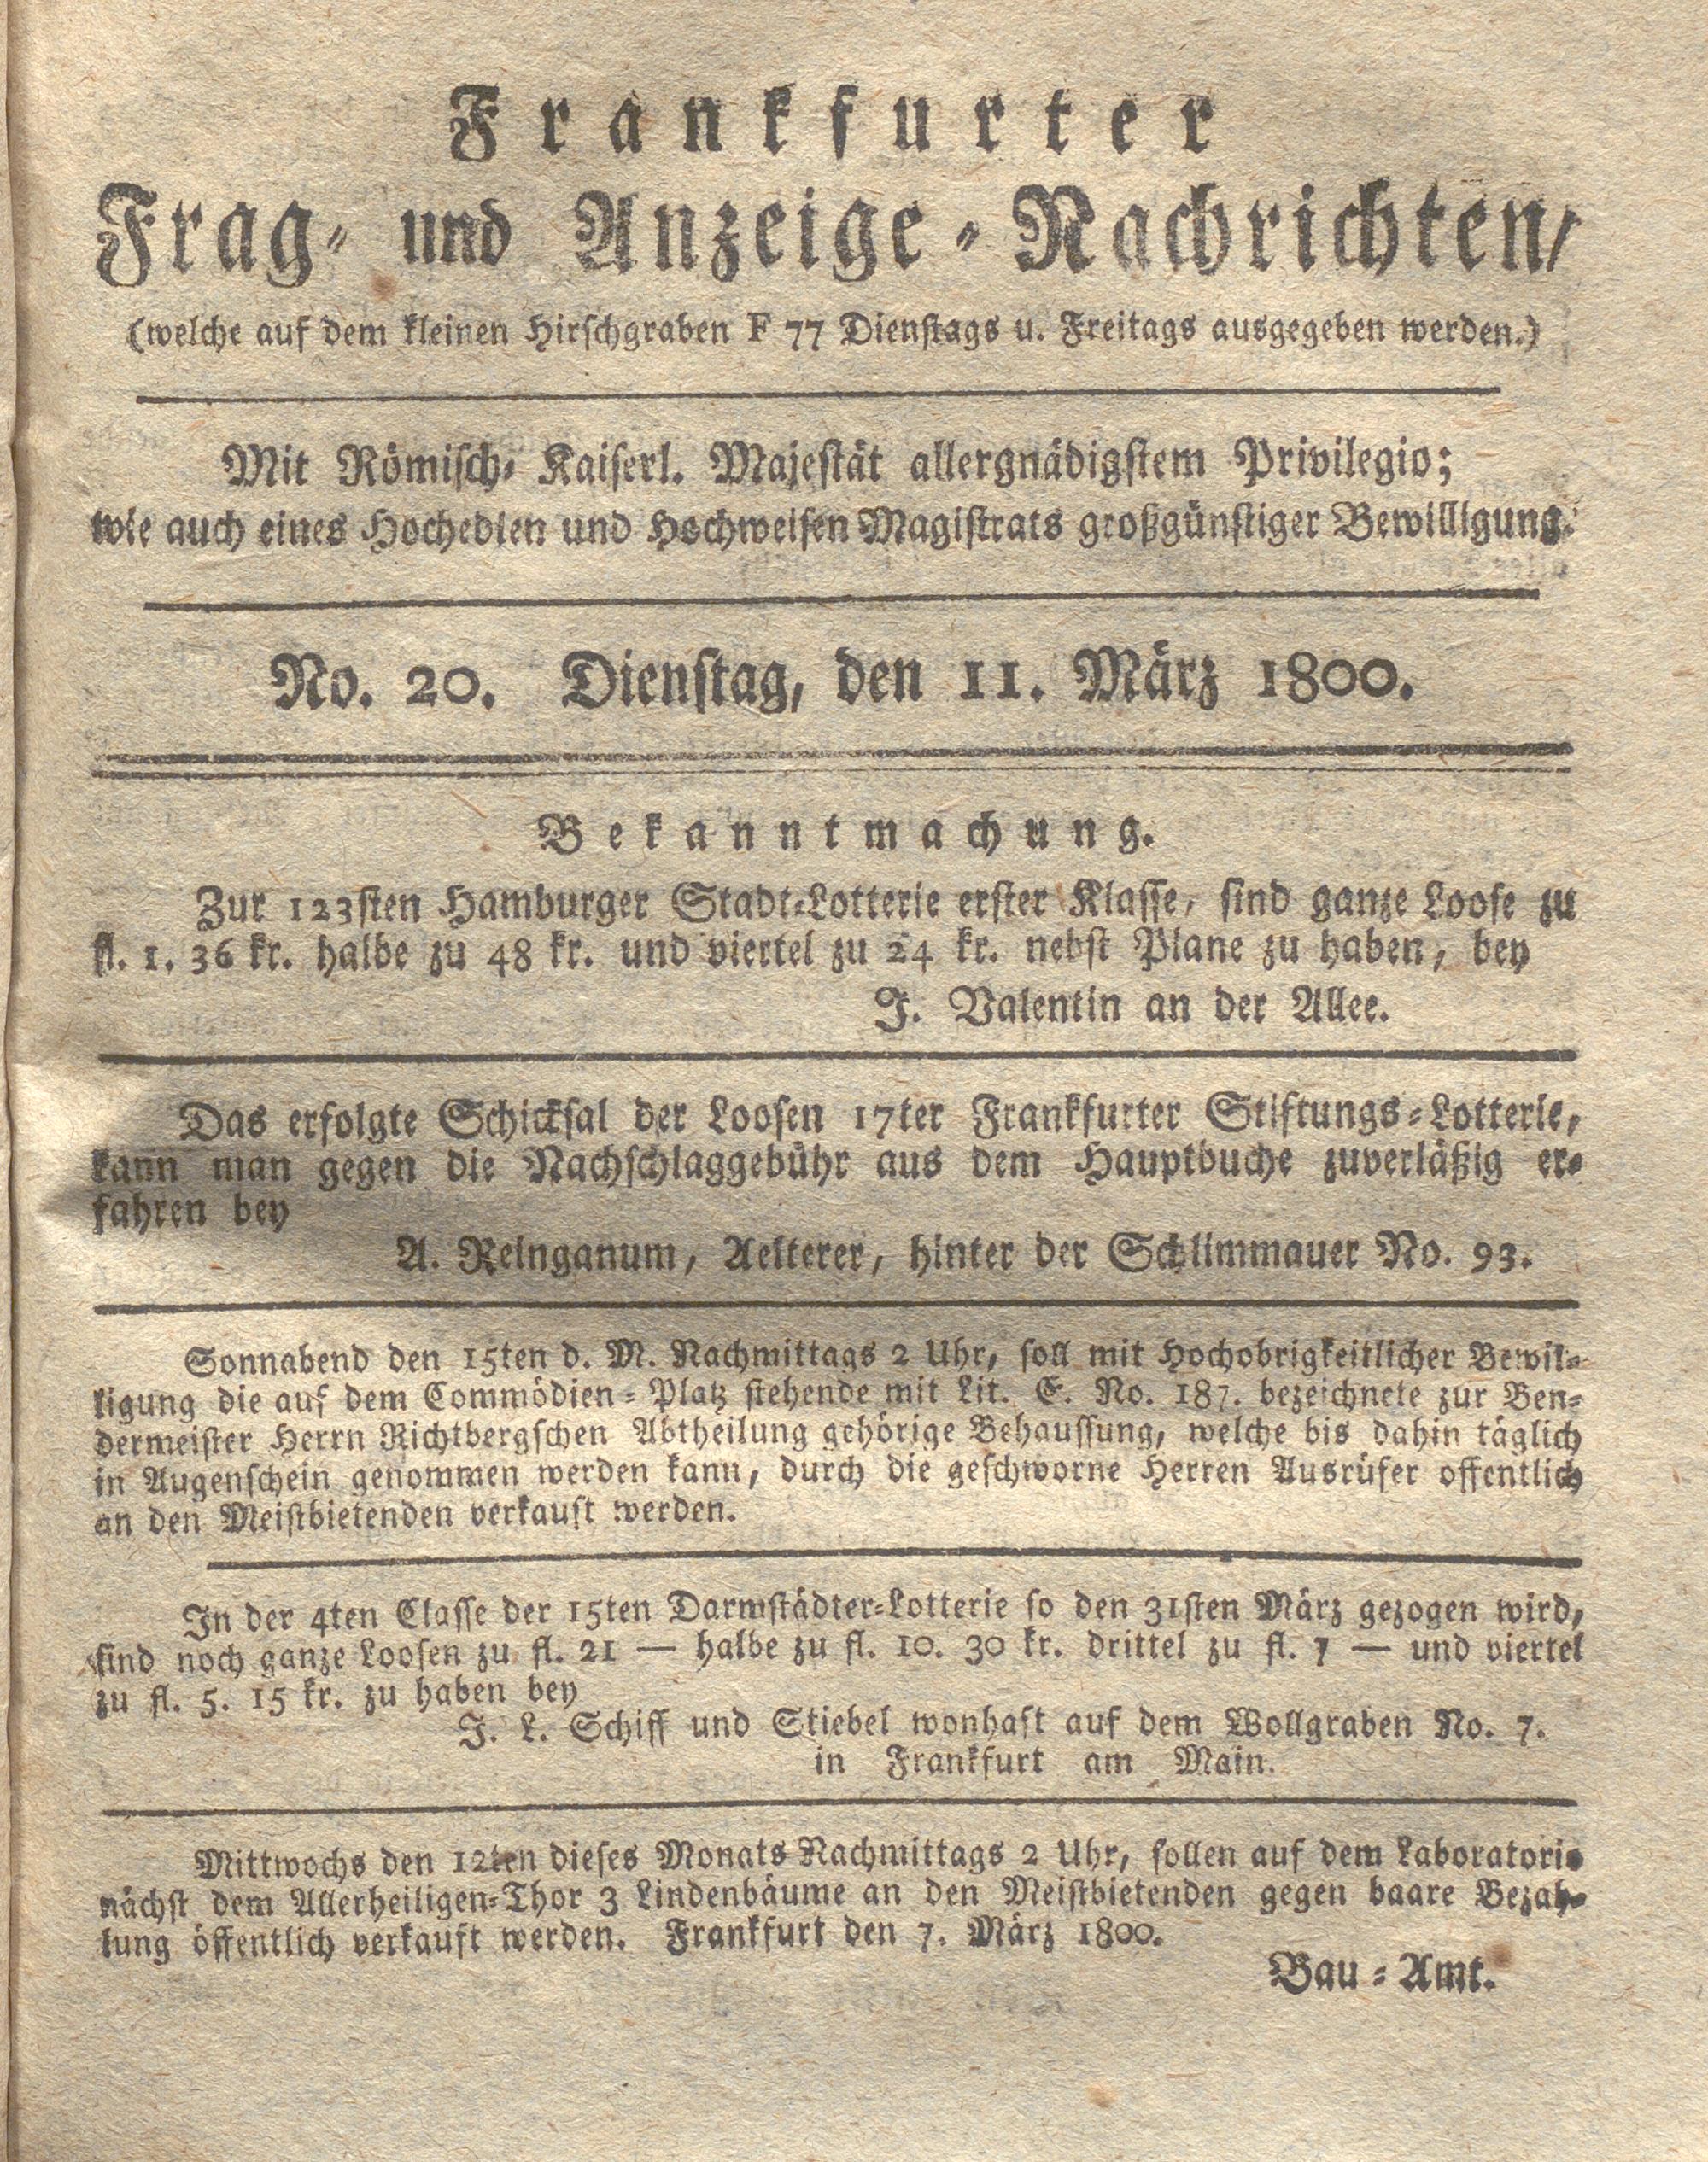 Frankfurter
Frag- und Anzeige-Nachrichten/
(welche auf dem kleinen Hirschgraben F 77 Dienstags u. Freitags ausgegeben werden.)
Mit Römisch- Kaiserl. Majestät allergnädigstem Privilegio;
wie auch eines Hochedlen und Hochweisen Magistrats großgünstiger Bewilligung.
No. 20. Dienstag, den 11. März 1800.
Bekanntmachung.
Zur 123sten Hamburger Stadt-Lotterie erster Klasse, sind ganze Loose zu
fl. 1. 36 kr. halbe zu 48 kr. und viertel zu 24 kr. nebst Plane zu haben, bey
J. Valentin an der Allee.
Das erfolgte Schicksal der Loosen 17ter Frankfurter Stiftungs-Lotterie,
kann man gegen die Nachschlaggebühr aus dem Hauptbuche zuverläßig er-
fahren bey
A. Reinganum, Aelterer, hinter der Schlimmauer No. 93.
Sonnabend den 15ten d. M. Nachmittags 2 Uhr, soll mit Hochobrigkeitlicher Bewil-
ligung die auf dem Commödien-Platz stehende mit Lit. E. No. 187. bezeichnete zur Ben-
dermeister Herrn Richtbergschen Abtheilung gehörige Behaussung, welche bis dahin täglich
in Augenschein genommen werden kann, durch die geschworne Herren Ausrüfer offentlich
an den Meistbietenden verkauft werden.
In der 4ten Classe der 15ten Darmstädter-Lotterie so den 31sten März gezogen wird,
sind noch ganze Loosen zu fl. 21 — halbe zu fl. 10. 30 kr. drittel zu fl. 7 — und viertel
zu fl. 5. 15 kr. zu haben bey
J. L. Schiff und Stiebel wonhaft auf dem Wollgraben No. 7.
in Frankfurt am Main.
Mittwochs den 12ten dieses Monats Nachmittags 2 Uhr, sollen auf dem Laboratorio
nächst dem Allerheiligen-Thor 3 Lindenbäume an den Meistbietenden gegen baare Bezah-
lung öffentlich verkauft werden. Frankfurt den 7. März 1800.
Bau-Amt.